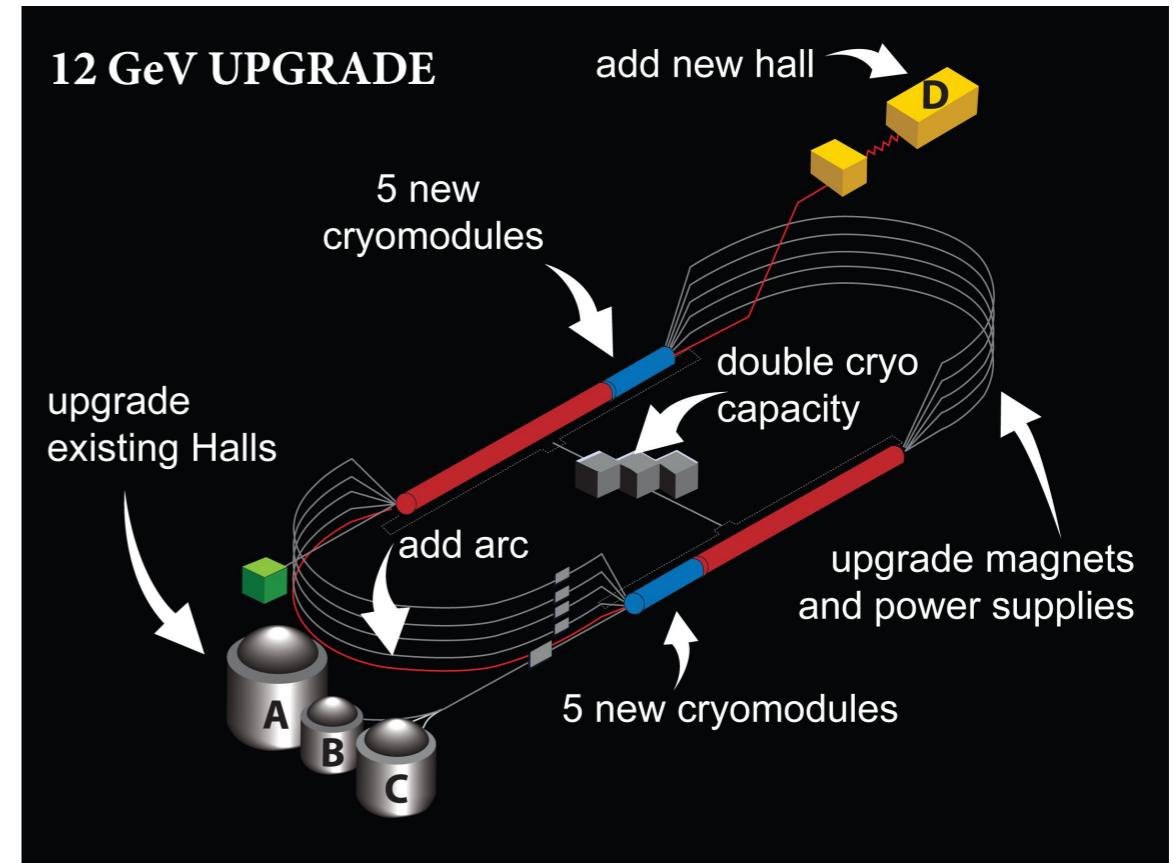 12 GeV UPGRADE
add new hall
D
5 new
cryomodules
double cryo
capacity
upgrade
existing Halls
add arc
upgrade magnets
and power supplies
5 new cryomodules
A
B
C